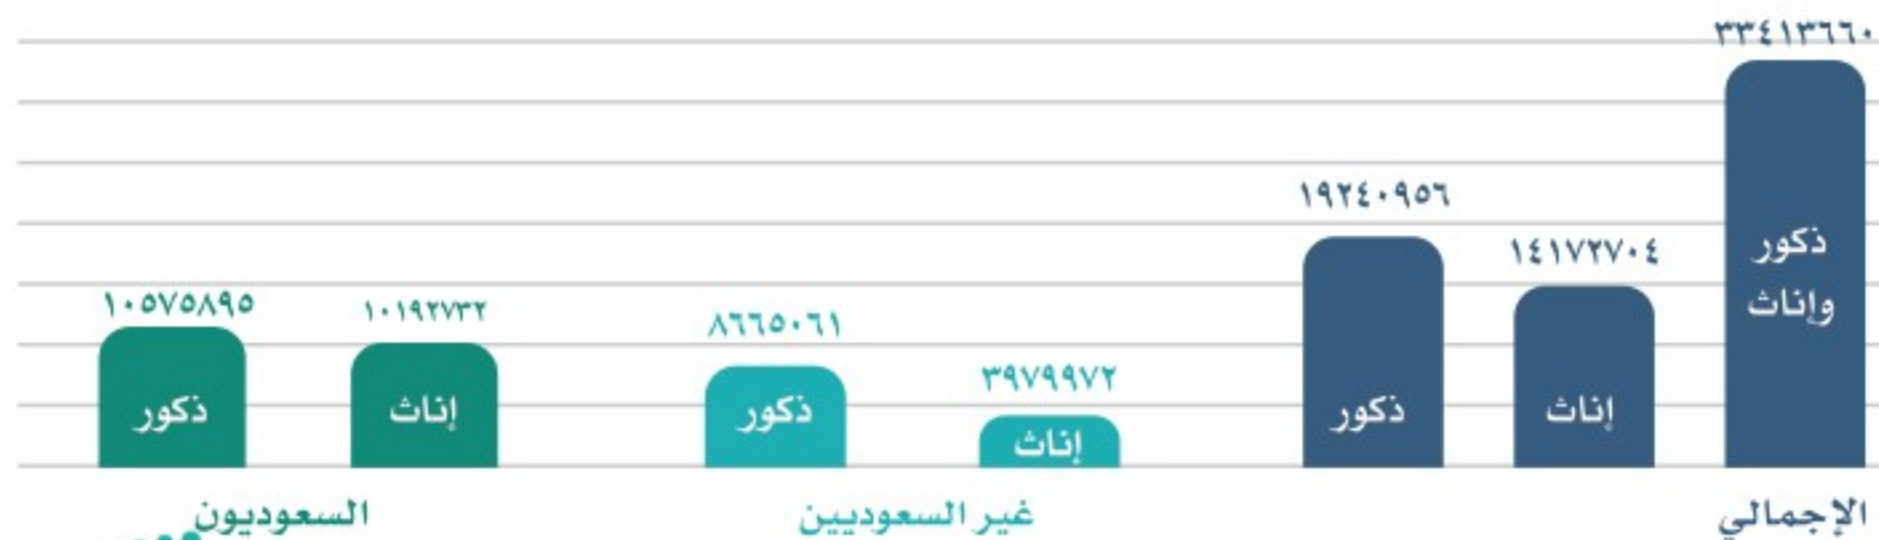 ٣٣٤١٣٦٦٠
١٩٢٤٠٩٥٦
١٤١٧٢٧٠٤
ذكور
وإناث
١٠٥٧٥٨٩٥
١٠١٩٢٧٣٢
٨٦٦٥٠٦١
٣٩٧٩٩٧٢
ذكور
إناث
ذكور
إناث
ذكور
إناث
السعوديون
غير السعوديين
الإجمالي